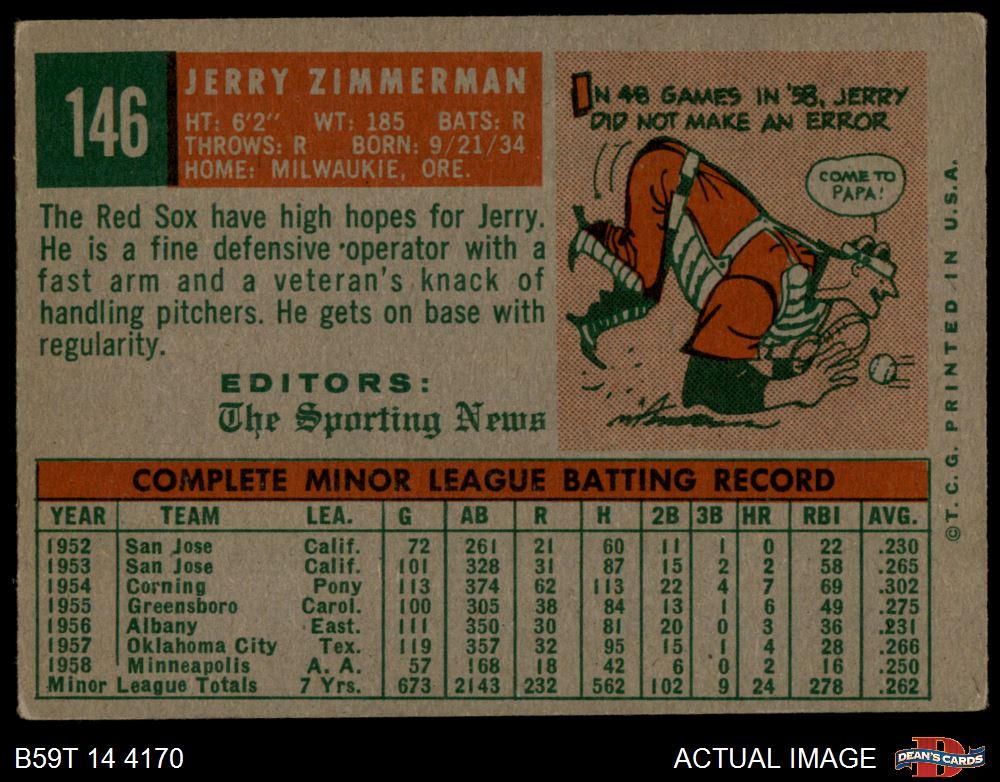 146
JERRY ZIMMERMAN
HT: 6'2" WT: 185 BATS: R
THROWS: R BORN: 9/21/34
HOME: MILWAUKIE, ORE.
The Red Sox have high hopes for Jerry.
He is a fine defensive operator with a
fast arm and a veteran's knack of
handling pitchers. He gets on base with
regularity.
EDITORS:
The Sporting News
IN 48 GAMES IN '58, JERRY
DID NOT MAKE AN ERROR
COME TO
PAPA!
©T.C.G. PRINTED IN U.S.A.
COMPLETE MINOR LEAGUE BATTING RECORD
YEAR TEAM LEA. G AB R H 2B 3B HR RBI AVG.
1952 San Jose Calif. 72 261 21 60 11 1 0 22 .230
1953 San Jose Calif. 101 328 31 87 15 2 2 58 .265
1954 Corning Pony 113 374 62 113 22 4 7 69 .302
1955 Greensboro Carol. 100 305 38 84 13 1 6 49 .275
1956 Albany East. 111 350 30 81 20 0 3 36 .231
1957 Oklahoma City Tex. 119 357 32 95 15 1 4 28 .266
1958 Minneapolis A. A. 57 168 18 42 6 0 2 16 .250
Minor League Totals 7 Yrs. 673 2143 232 562 102 9 24 278 .262
B59T 14 4170
ACTUAL IMAGE
DEAN'S CARDS